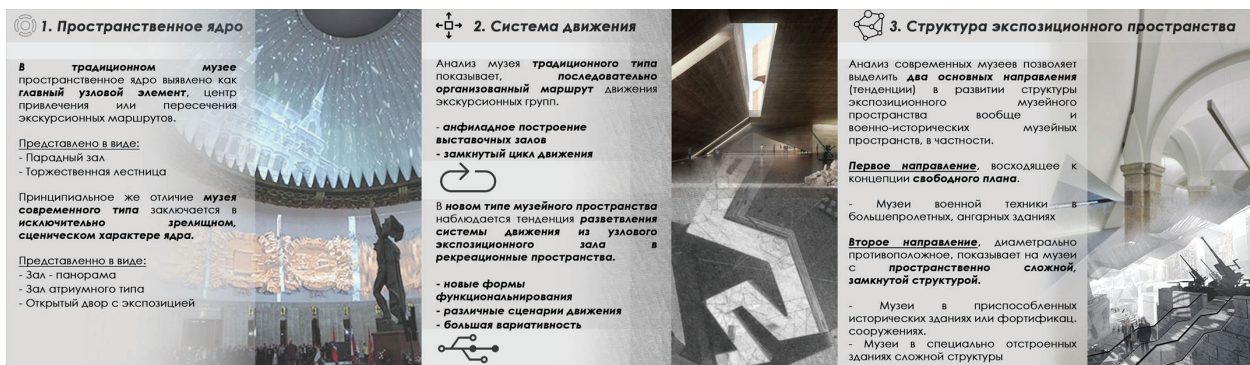 1. Пространственное ядро
В традиционном музее
пространственное ядро выявлено как
главный узловой элемент, центр
привлечения или пересечения
экскурсионных маршрутов.
Представлено в виде:
- Парадный зал
- Торжественная лестница
Принципиальное же отличие музея
современного типа заключается в
исключительно зрелищном,
сценическом характере ядра.
Представленно в виде:
- Зал - панорама
- Зал атриумного типа
- Открытый двор с экспозицией
2. Система движения
Анализ музея традиционного типа
показывает, последовательно
организованный маршрут движения
экскурсионных групп.
- анфиладное построение
выставочных залов
- замкнутый цикл движения
В новом типе музейного пространства
наблюдается тенденция разветвления
системы движения из узлового
экспозиционного зала в
рекреационные пространства.
- новые формы
функциональнирования
- различные сценарии движения
- большая вариативность
3. Структура экспозиционного пространства
Анализ современных музеев позволяет
выделить два основных направления
(тенденции) в развитии структуры
экспозиционного музейного
пространства вообще и
военно-исторических музейных
пространств, в частности.
Первое направление, восходящее к
концепции свободного плана.
- Музеи военной техники в
большепролетных, ангарных зданиях
Второе направление, диаметрально
противоположное, показывает на музеи
с пространственно сложной,
замкнутой структурой.
- Музеи в приспособленных
исторических зданиях или фортификац.
сооружениях.
- Музеи в специально отстроенных
зданиях сложной структуры